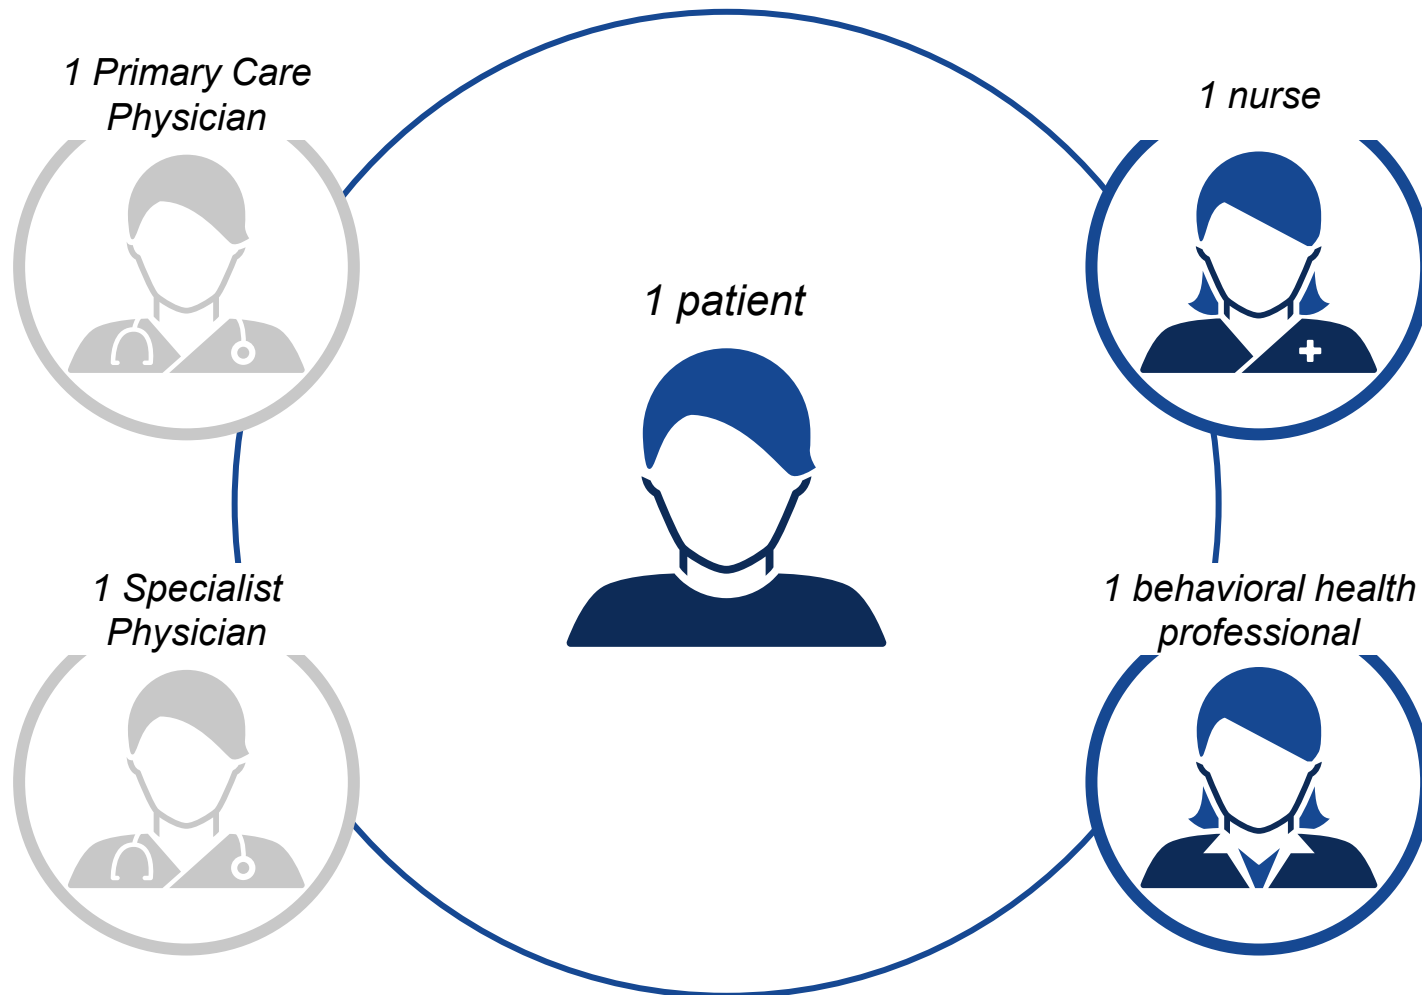 1 Primary Care
Physician
1 nurse
1 patient
1 Specialist
Physician
1 behavioral health
professional